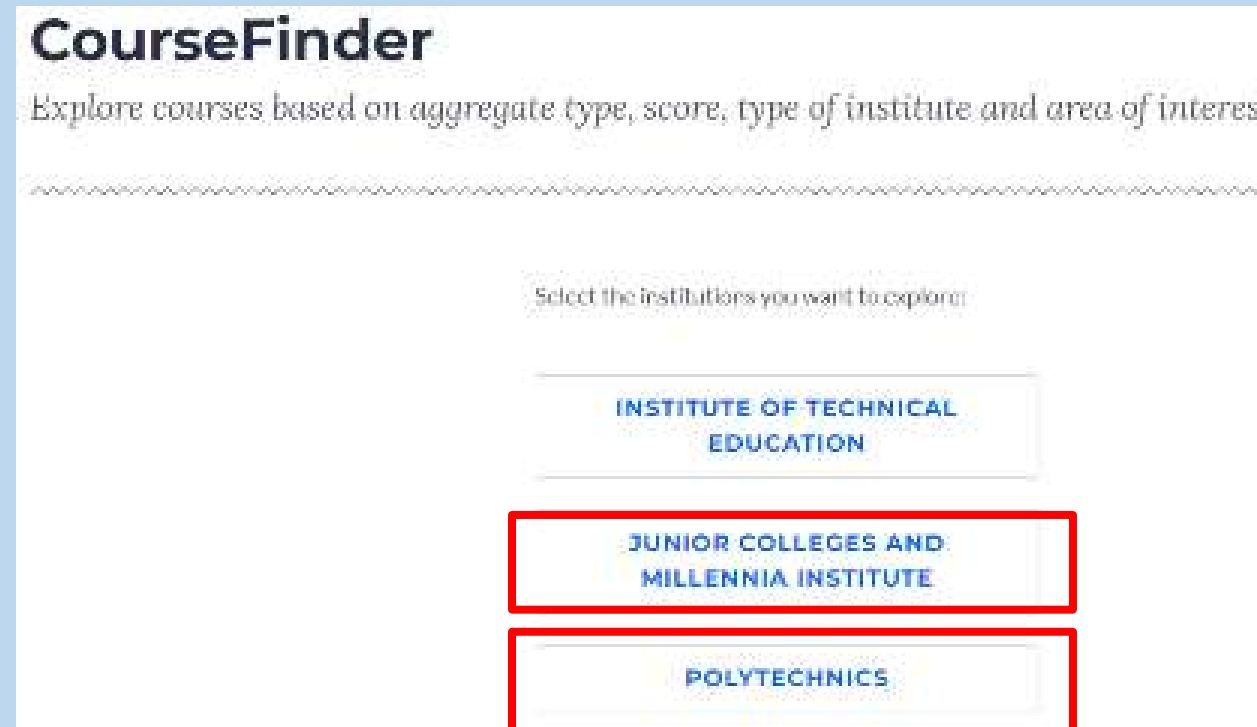 CourseFinder
Explore courses based on aggregate type, score, type of institute and area of interes
Select the institutions you want to explore:
INSTITUTE OF TECHNICAL
EDUCATION
JUNIOR COLLEGES AND
MILLENNIA INSTITUTE
POLYTECHNICS